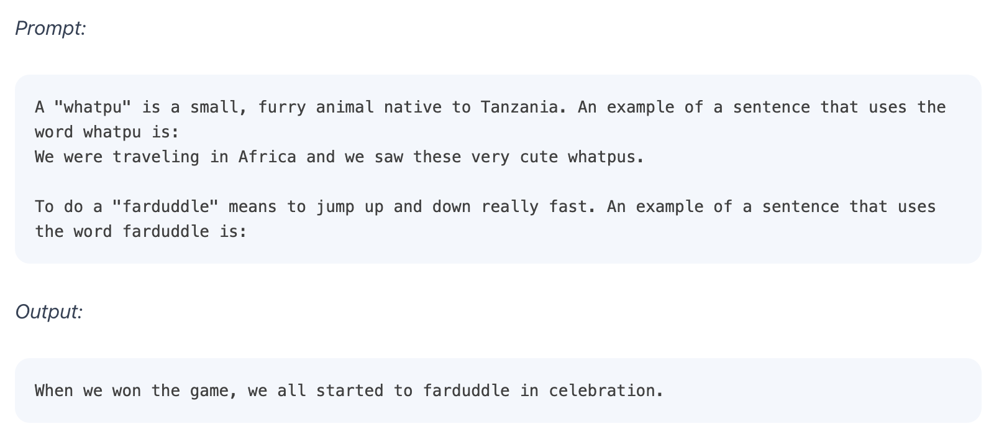 Prompt:
A "whatpu" is a small, furry animal native to Tanzania. An example of a sentence that uses the
word whatpu is:
We were traveling in Africa and we saw these very cute whatpus.
To do a "farduddle" means to jump up and down really fast. An example of a sentence that uses
the word farduddle is:
Output:
When we won the game, we all started to farduddle in celebration.